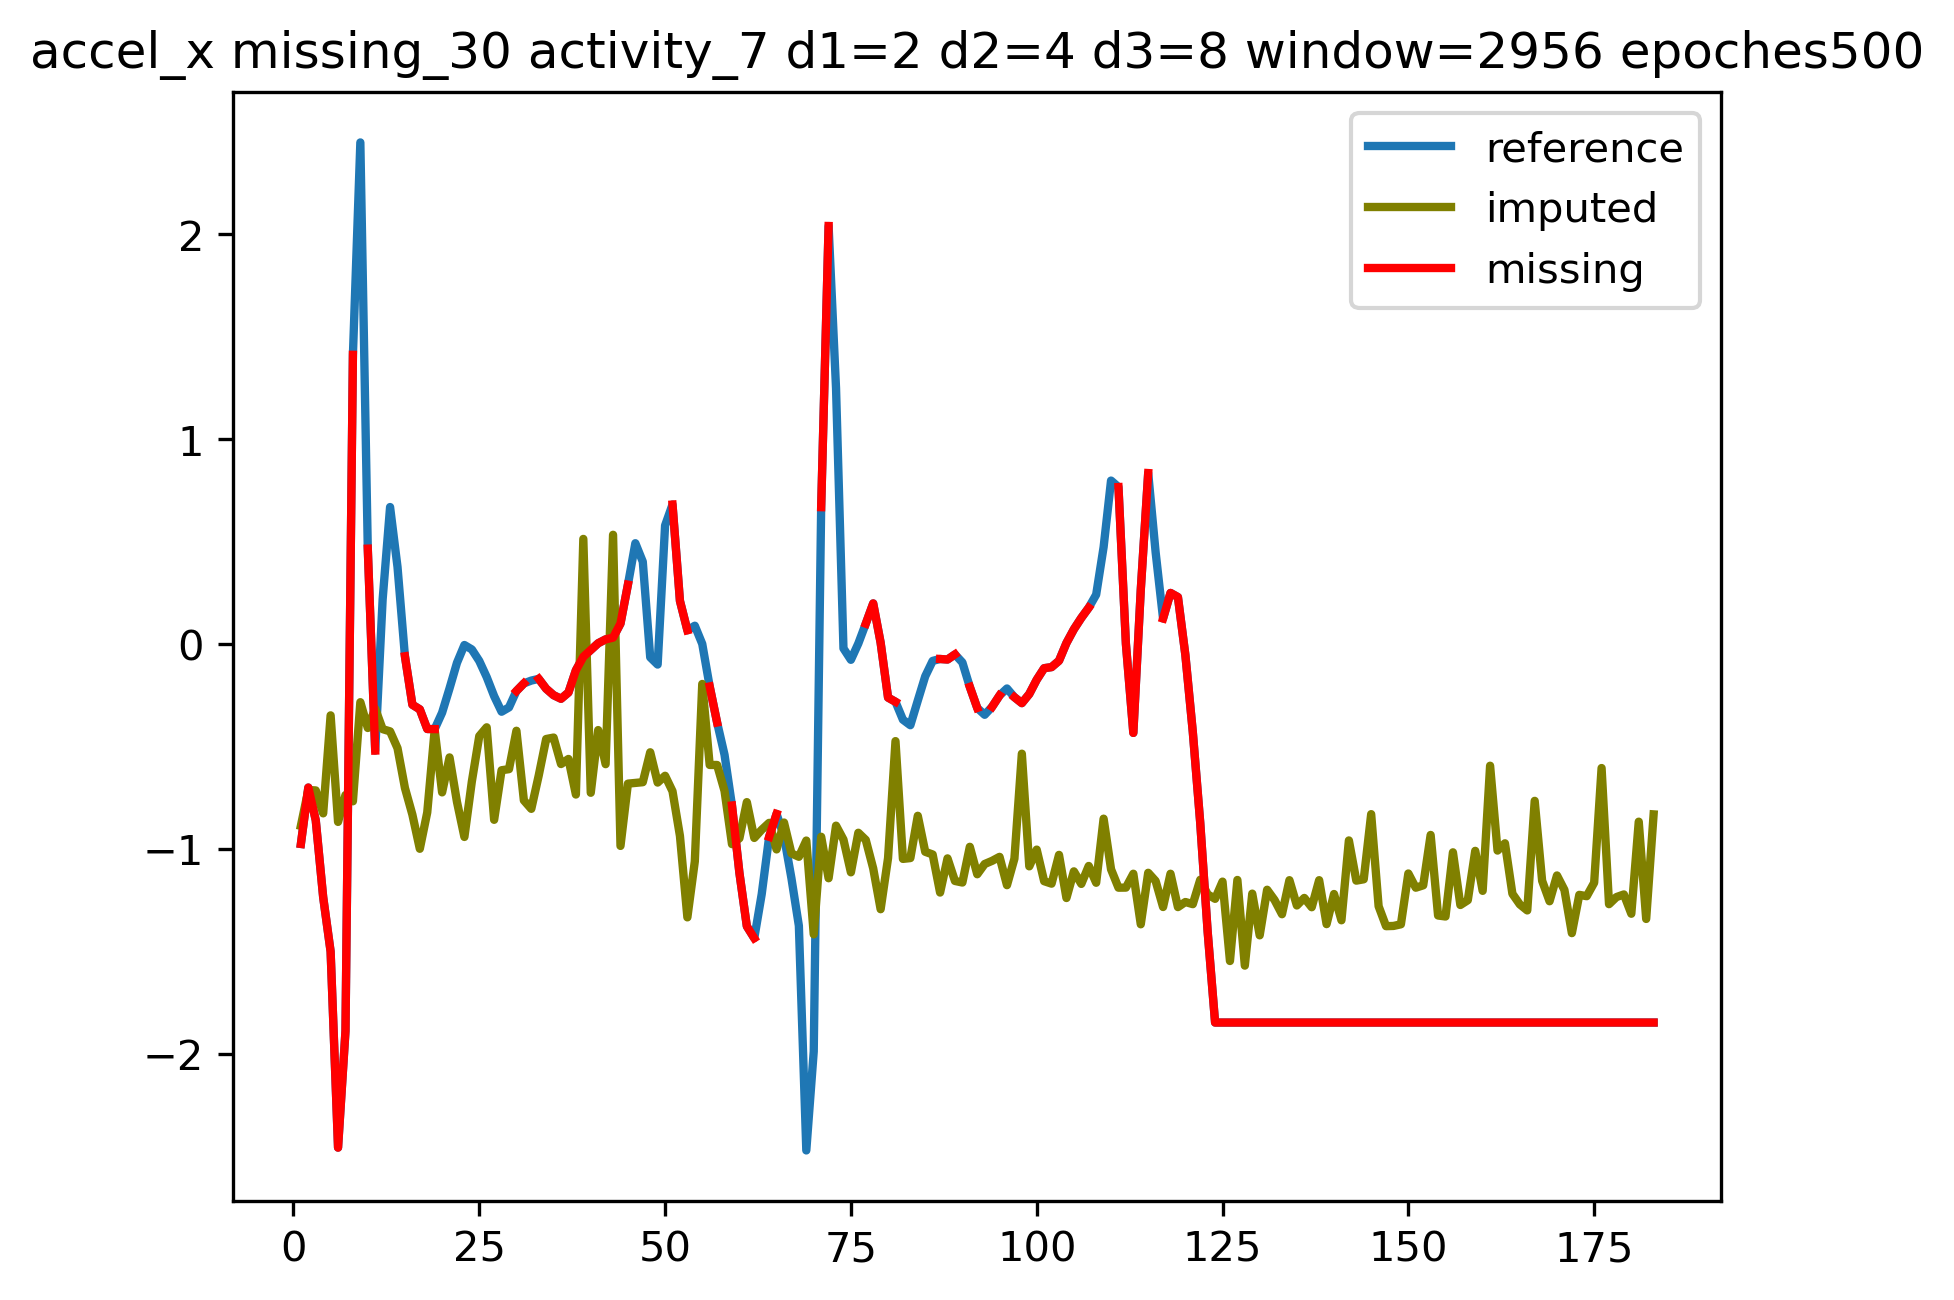 accel_x missing_30 activity_7 d1=2 d2=4 d3=8 window=2956 epoches500
reference
imputed
missing
2
1
0
−1
−2
0 25 50 75 100 125 150 175